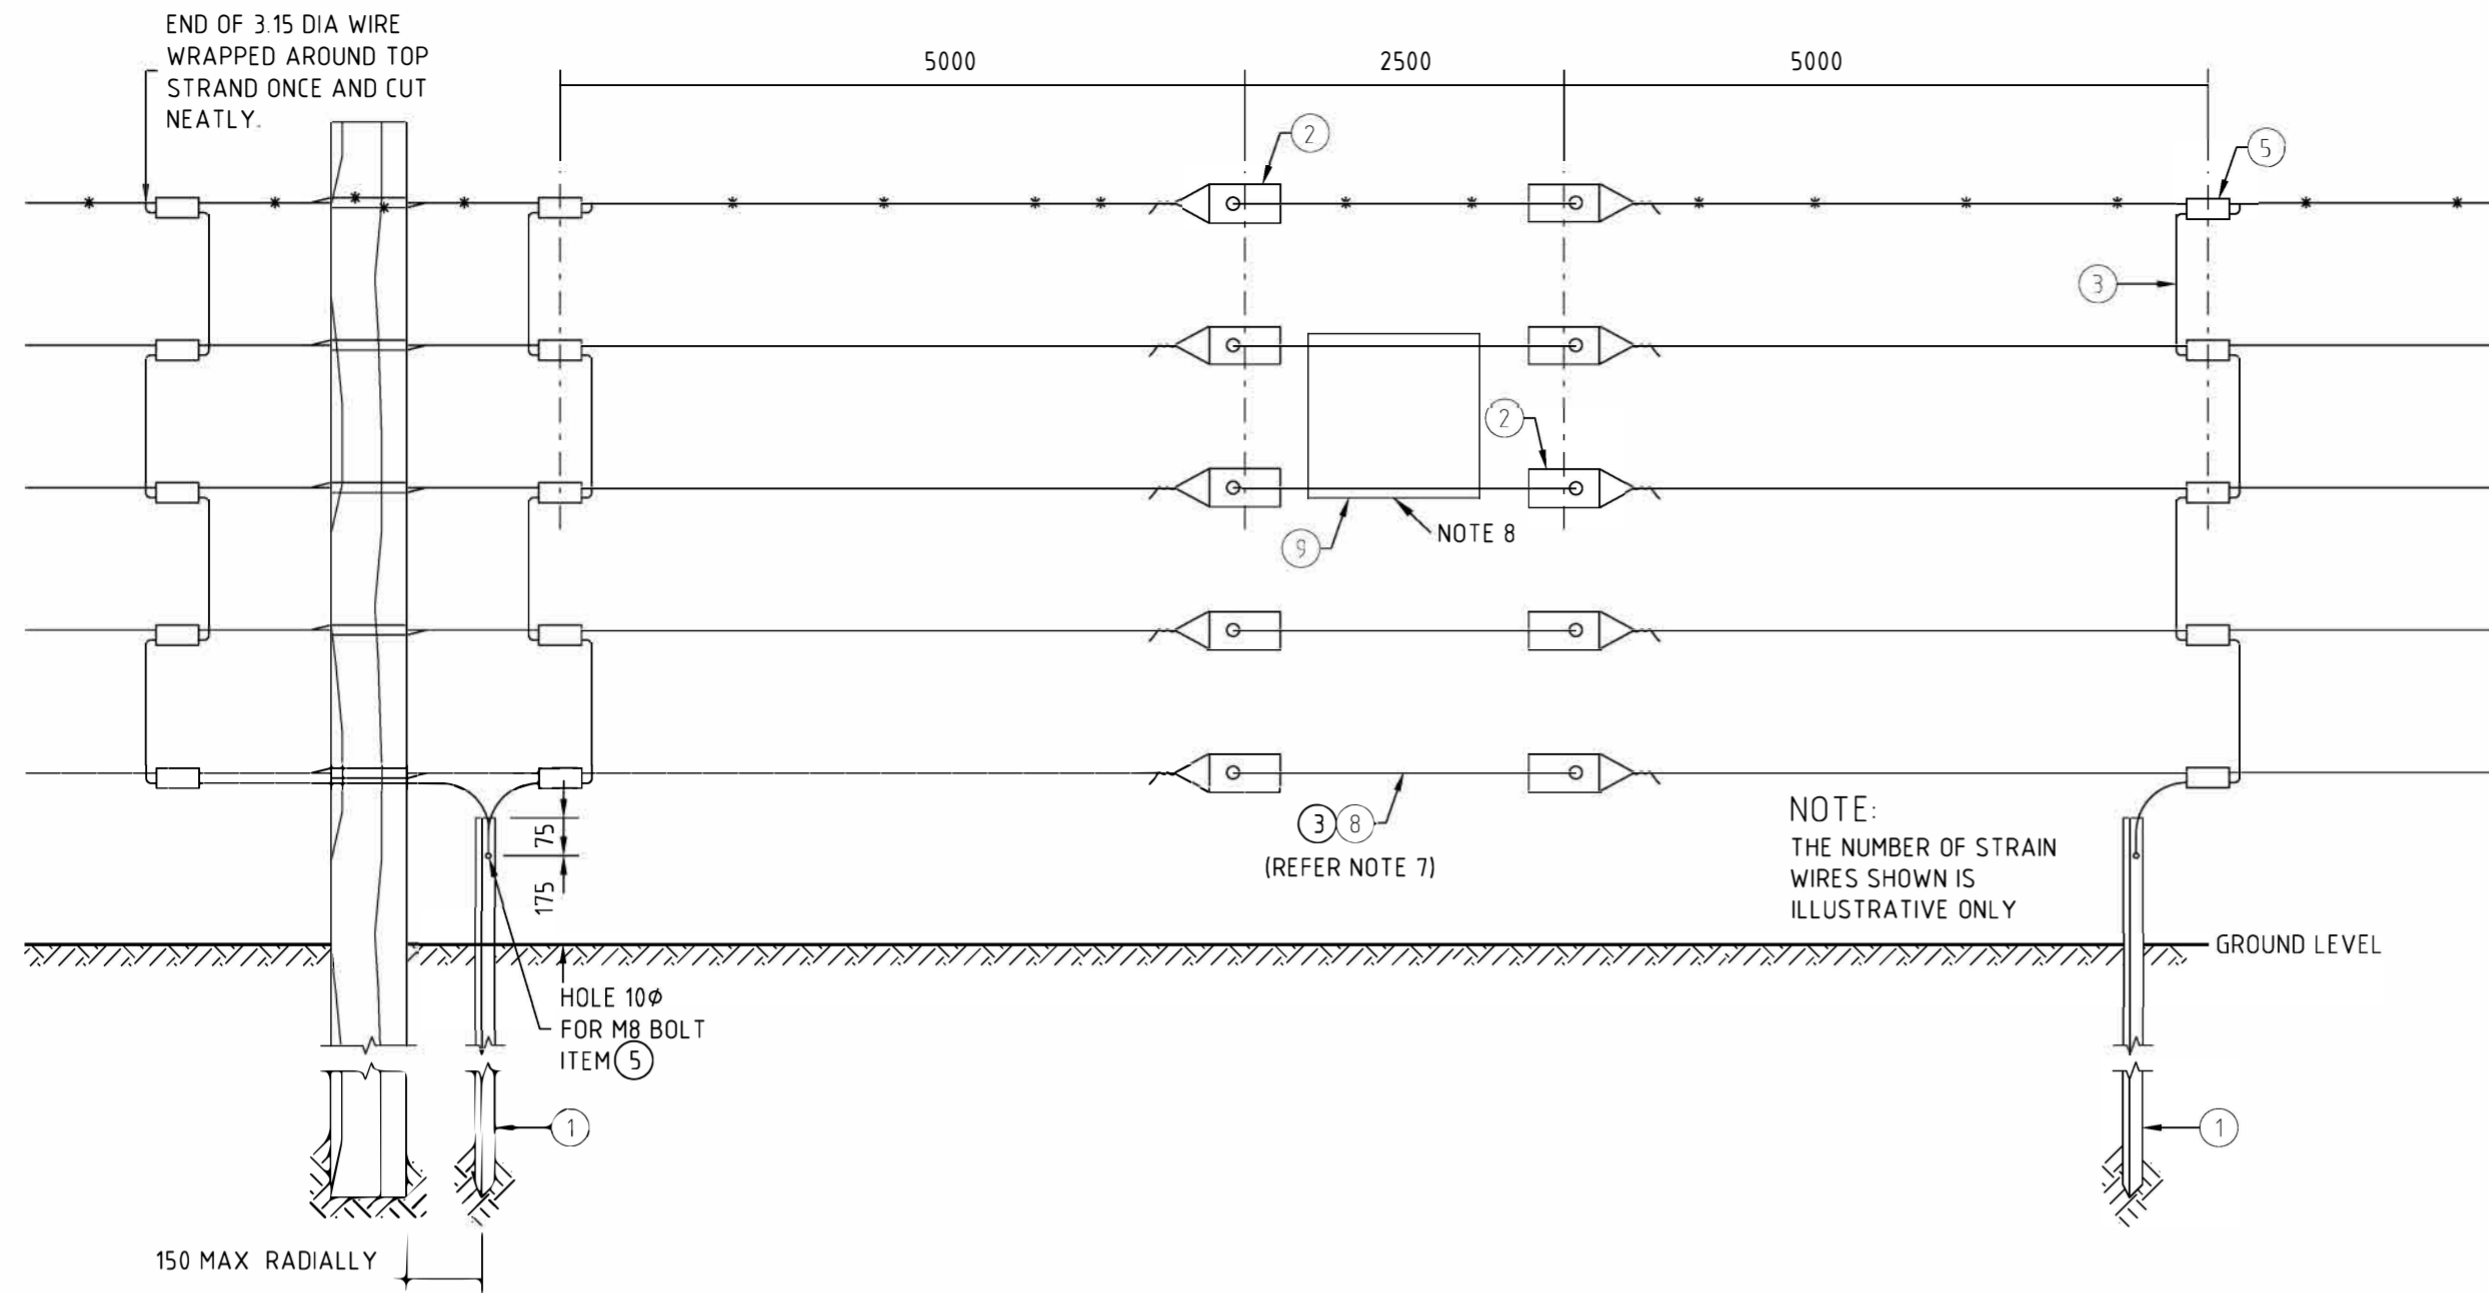 END OF 3.15 DIA WIRE
WRAPPED AROUND TOP
STRAND ONCE AND CUT
NEATLY.
5000
2500
5000
2
5
3
2
9
NOTE 8
3 8
(REFER NOTE 7)
75
175
NOTE:
THE NUMBER OF STRAIN
WIRES SHOWN IS
ILLUSTRATIVE ONLY
GROUND LEVEL
HOLE 10Ø
FOR M8 BOLT
ITEM 5
1
1
150 MAX RADIALLY